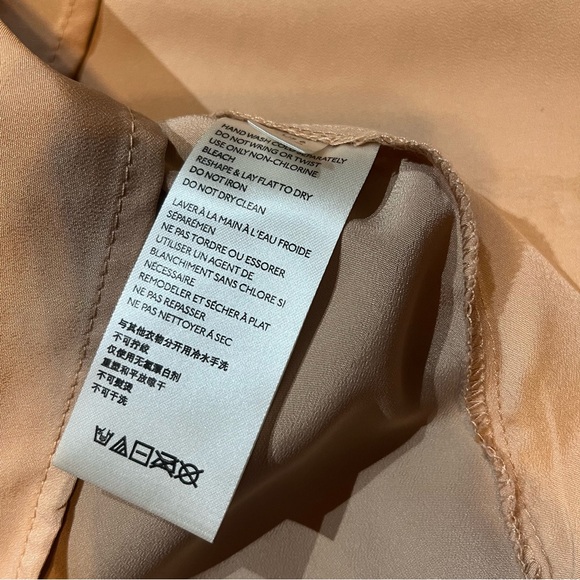 HAND WASH COLD SEPARATELY
DO NOT WRING OR TWIST
USE ONLY NON-CHLORINE
BLEACH
RESHAPE & LAY FLAT TO DRY
DO NOT IRON
DO NOT DRY CLEAN
LAVER À LA MAIN À L'EAU FROIDE
SÉPARÉMEN
NE PAS TORDRE OU ESSORER
UTILISER UN AGENT DE
BLANCHIMENT SANS CHLORE SI
NÉCESSAIRE
REMODELER ET SÉCHER À PLAT
NE PAS REPASSER
NE PAS NETTOYER À SEC
与其他衣物分开用冷水手洗
不可拧绞
仅使用无氯漂白剂
重塑和平放晾干
不可熨烫
不可干洗